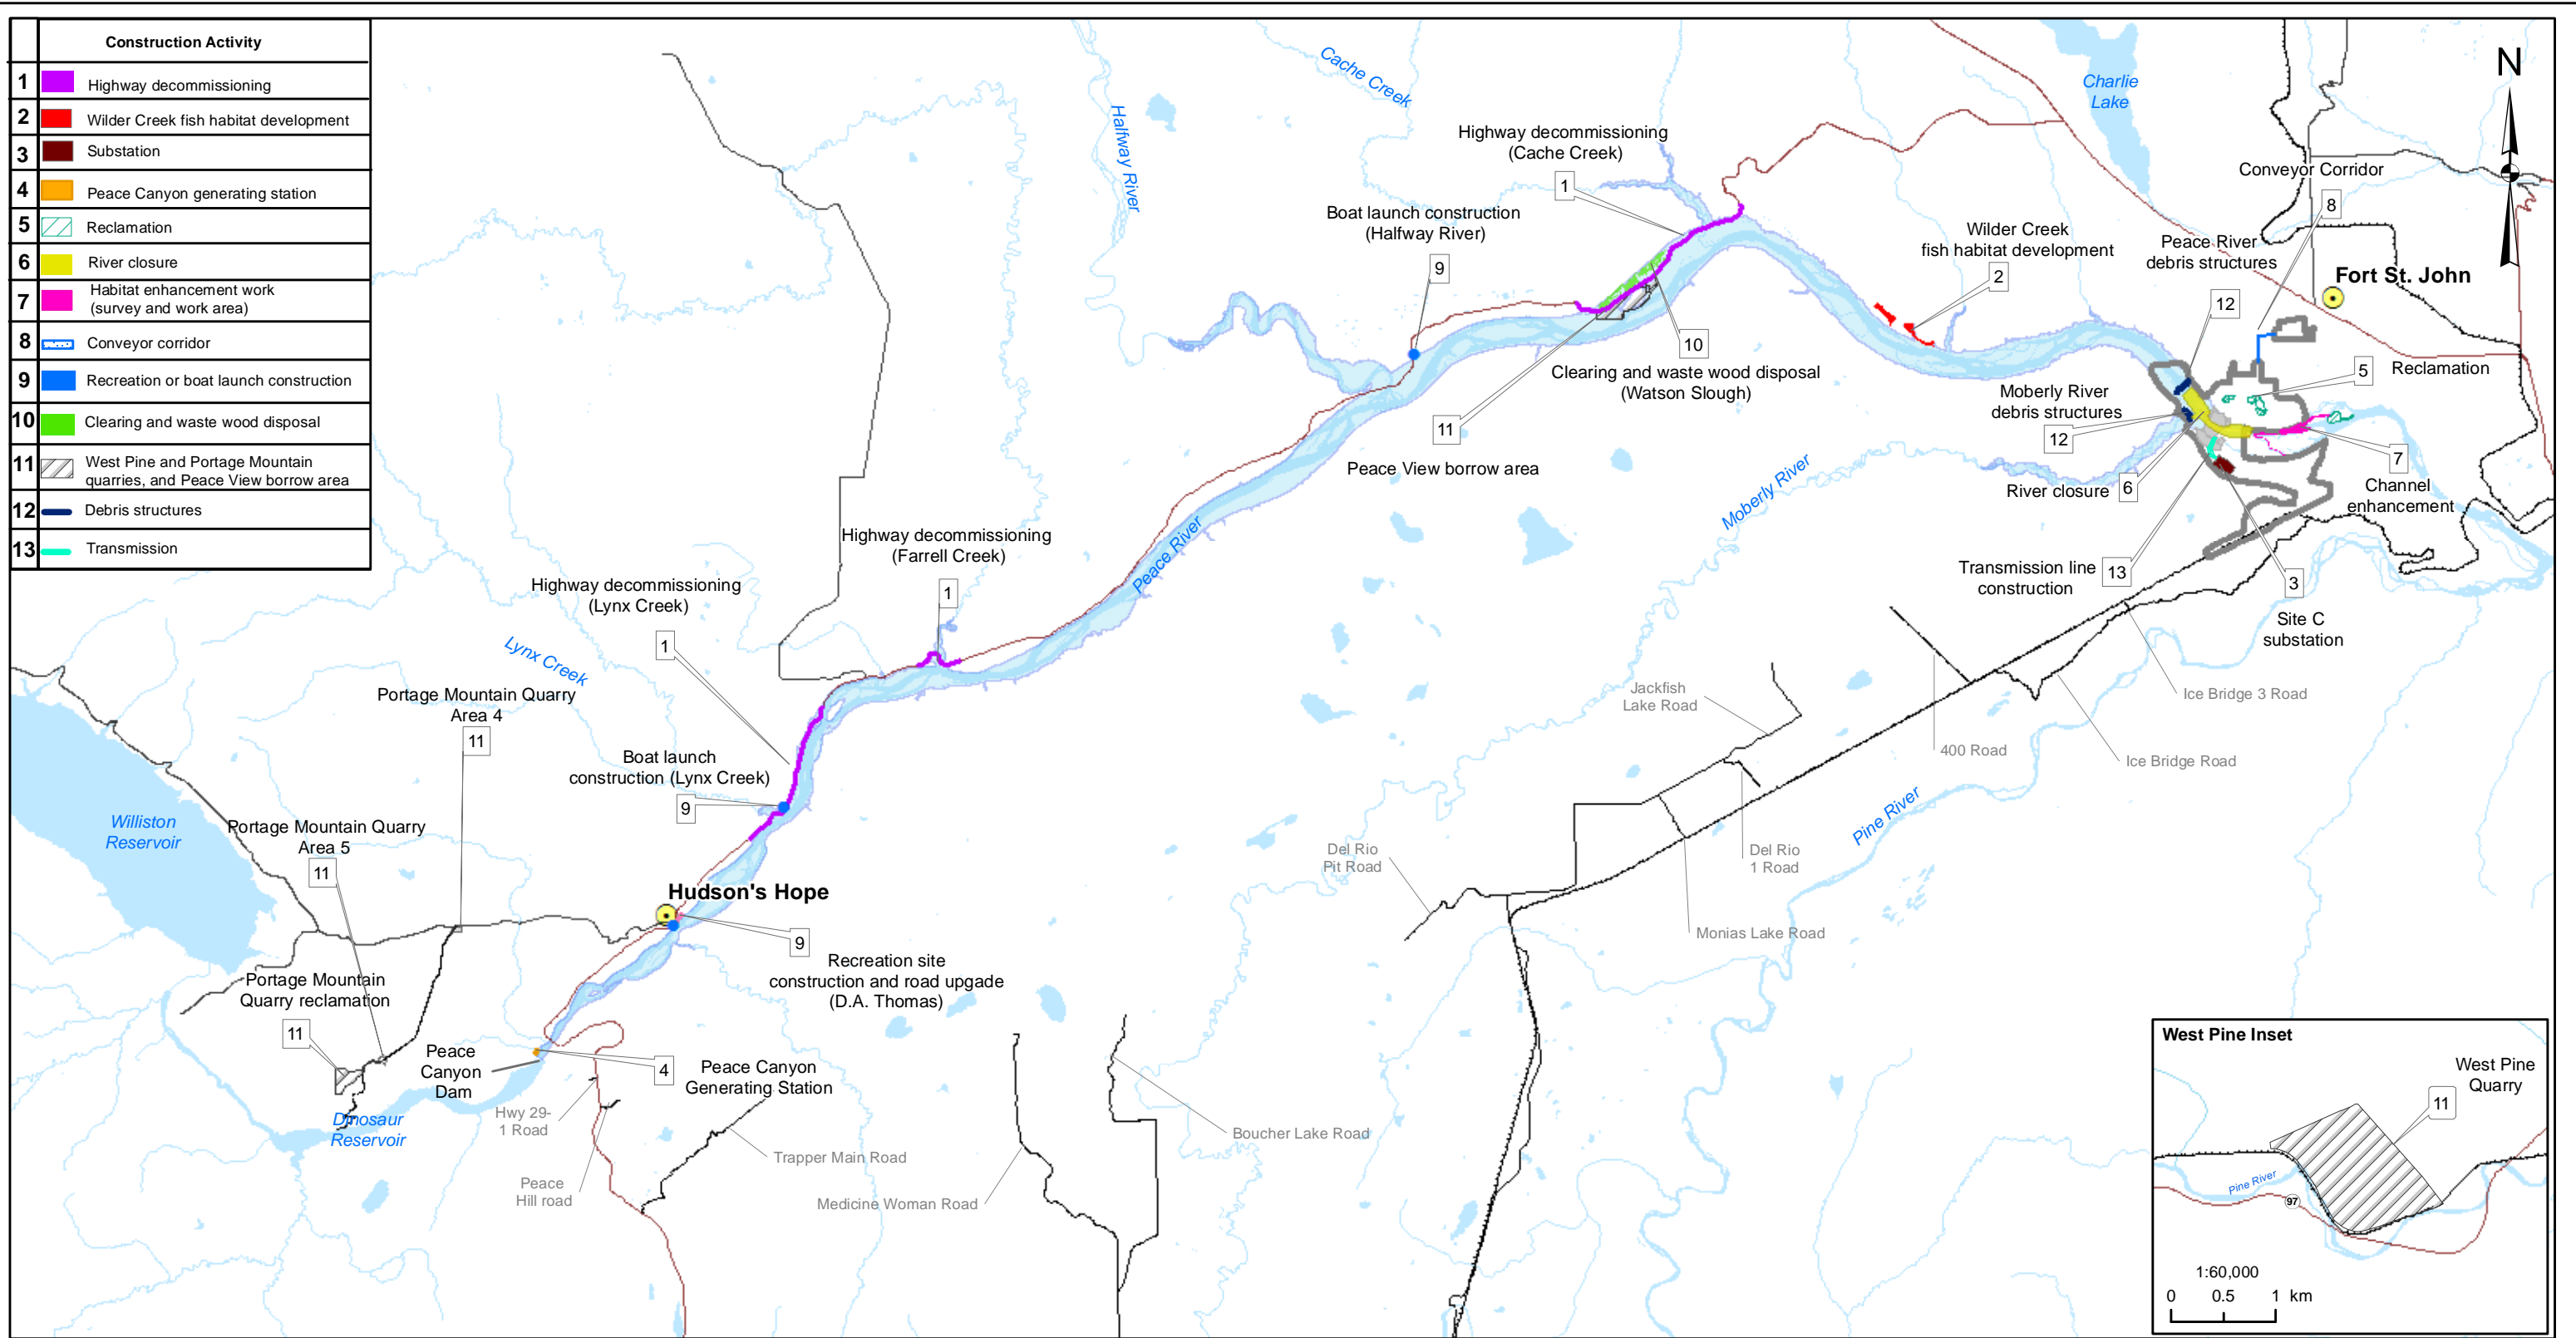 Construction Activity
1 Highway decommissioning
2 Wilder Creek fish habitat development
3 Substation
4 Peace Canyon generating station
5 Reclamation
6 River closure
7 Habitat enhancement work
(survey and work area)
8 Conveyor corridor
9 Recreation or boat launch construction
10 Clearing and waste wood disposal
11 West Pine and Portage Mountain
quarries, and Peace View borrow area
12 Debris structures
13 Transmission
Cache Creek
Halfway River
Charlie
Lake
N
Highway decommissioning
(Cache Creek)
1
Conveyor Corridor
8
Boat launch construction
(Halfway River)
9
Wilder Creek
fish habitat development
2
Peace River
debris structures
12
Fort St. John
10
Clearing and waste wood disposal
(Watson Slough)
11
Peace View borrow area
Moberly River
debris structures
12
5
Reclamation
7
Channel
enhancement
River closure
6
Moberly River
Peace River
Transmission line
construction
13
3
Site C
substation
Highway decommissioning
(Farrell Creek)
1
Highway decommissioning
(Lynx Creek)
1
Lynx Creek
Portage Mountain Quarry
Area 4
11
Boat launch
construction (Lynx Creek)
9
Williston
Reservoir
Portage Mountain Quarry
Area 5
11
Hudson's Hope
9
Recreation site
construction and road upgade
(D.A. Thomas)
Portage Mountain
Quarry reclamation
11
Peace
Canyon
Dam
4
Peace Canyon
Generating Station
Dinosaur
Reservoir
Hwy 29-
1 Road
Peace
Hill road
Trapper Main Road
Medicine Woman Road
Boucher Lake Road
Jackfish
Lake Road
Ice Bridge 3 Road
400 Road
Ice Bridge Road
Pine River
Del Rio
Pit Road
Del Rio
1 Road
Monias Lake Road
West Pine Inset
West Pine
Quarry
11
Pine River
97
1:60,000
0 0.5 1 km